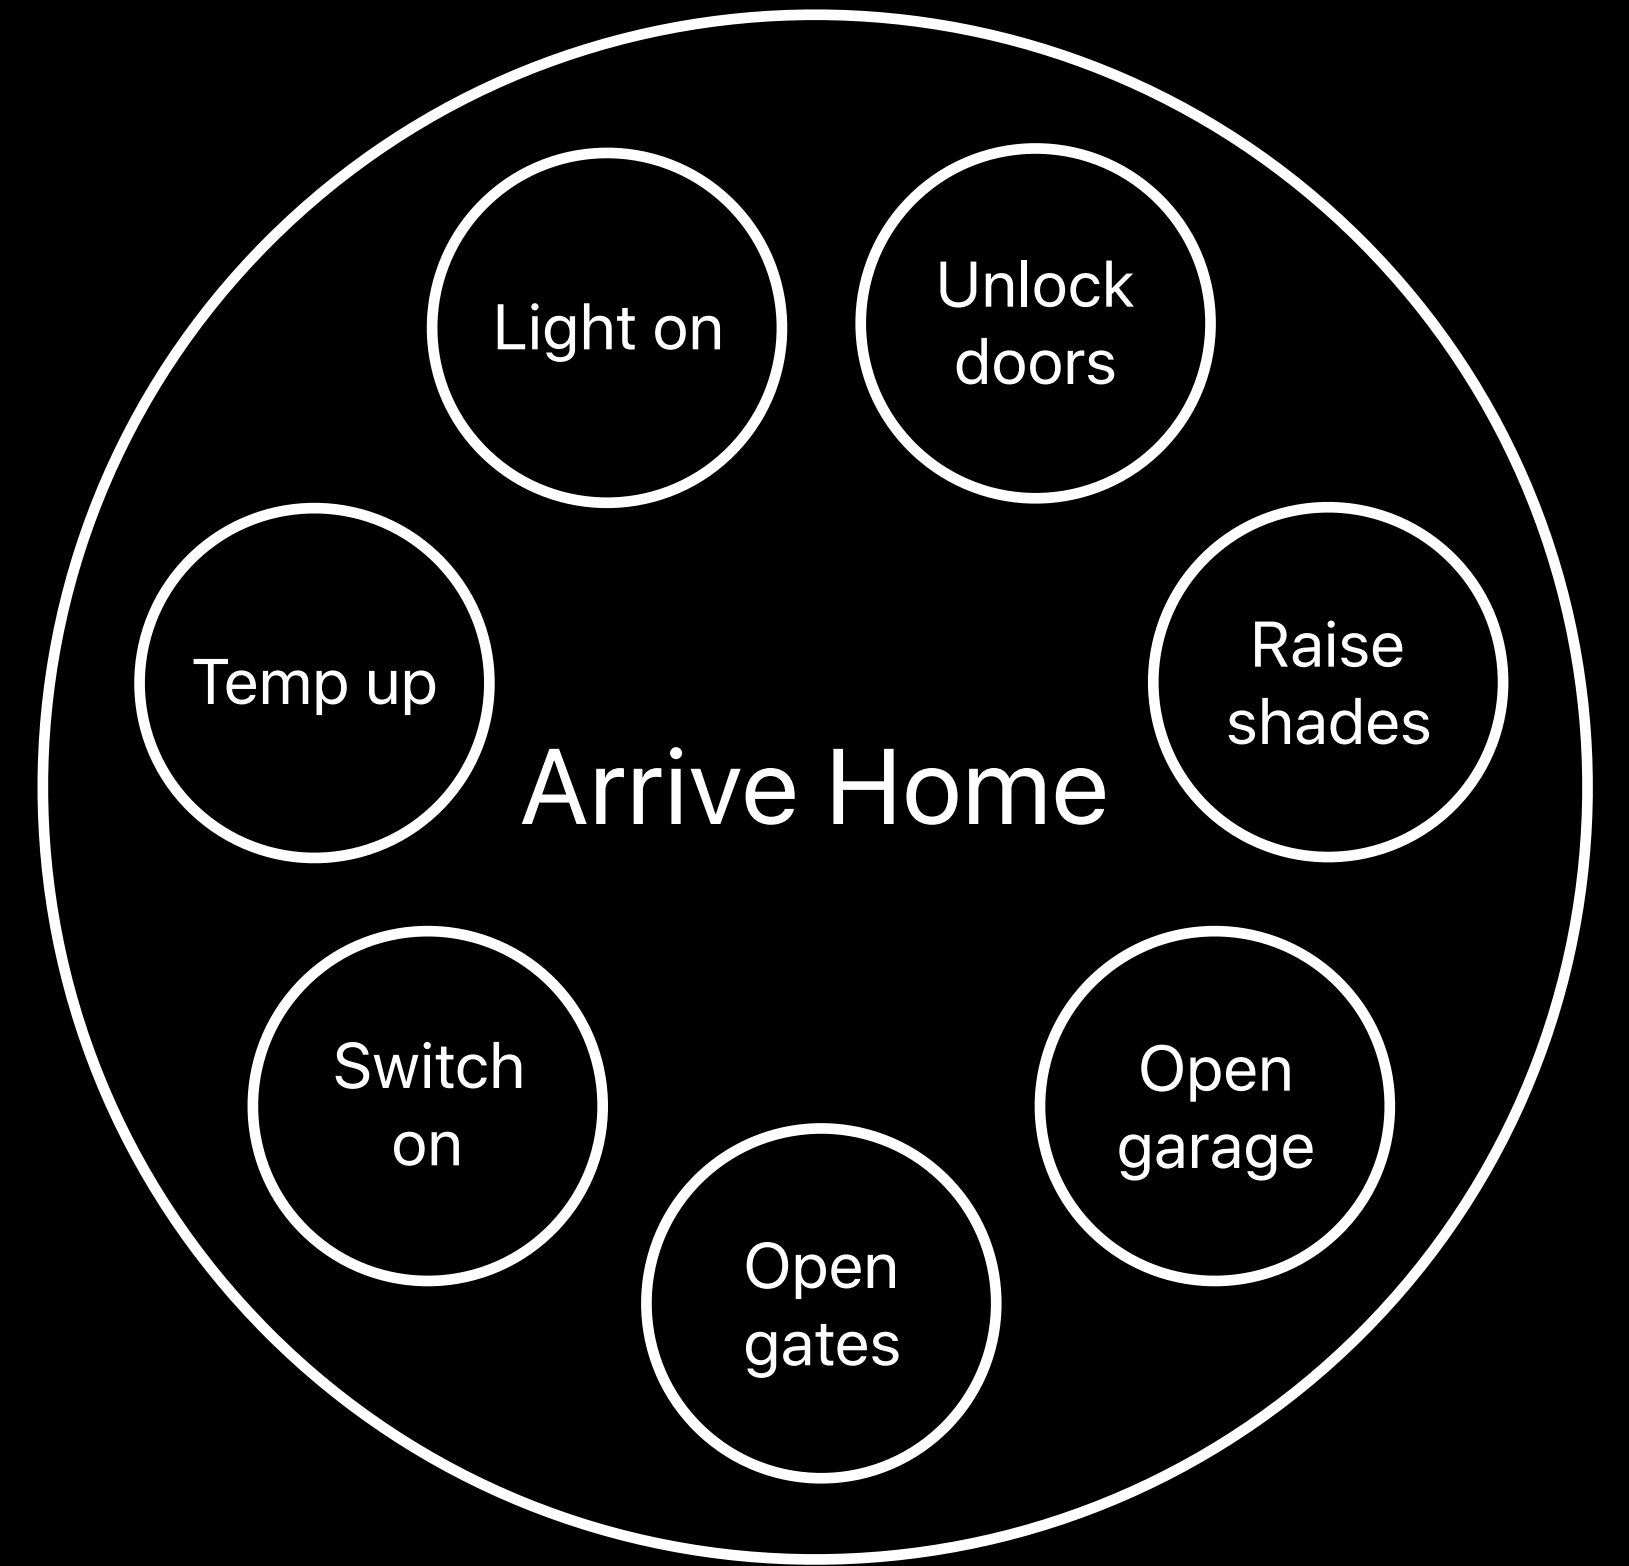 Light on
Unlock
doors
Temp up
Raise
shades
Arrive Home
Switch
on
Open
garage
Open
gates